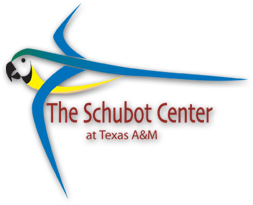 The Schubot Center
at Texas A&M